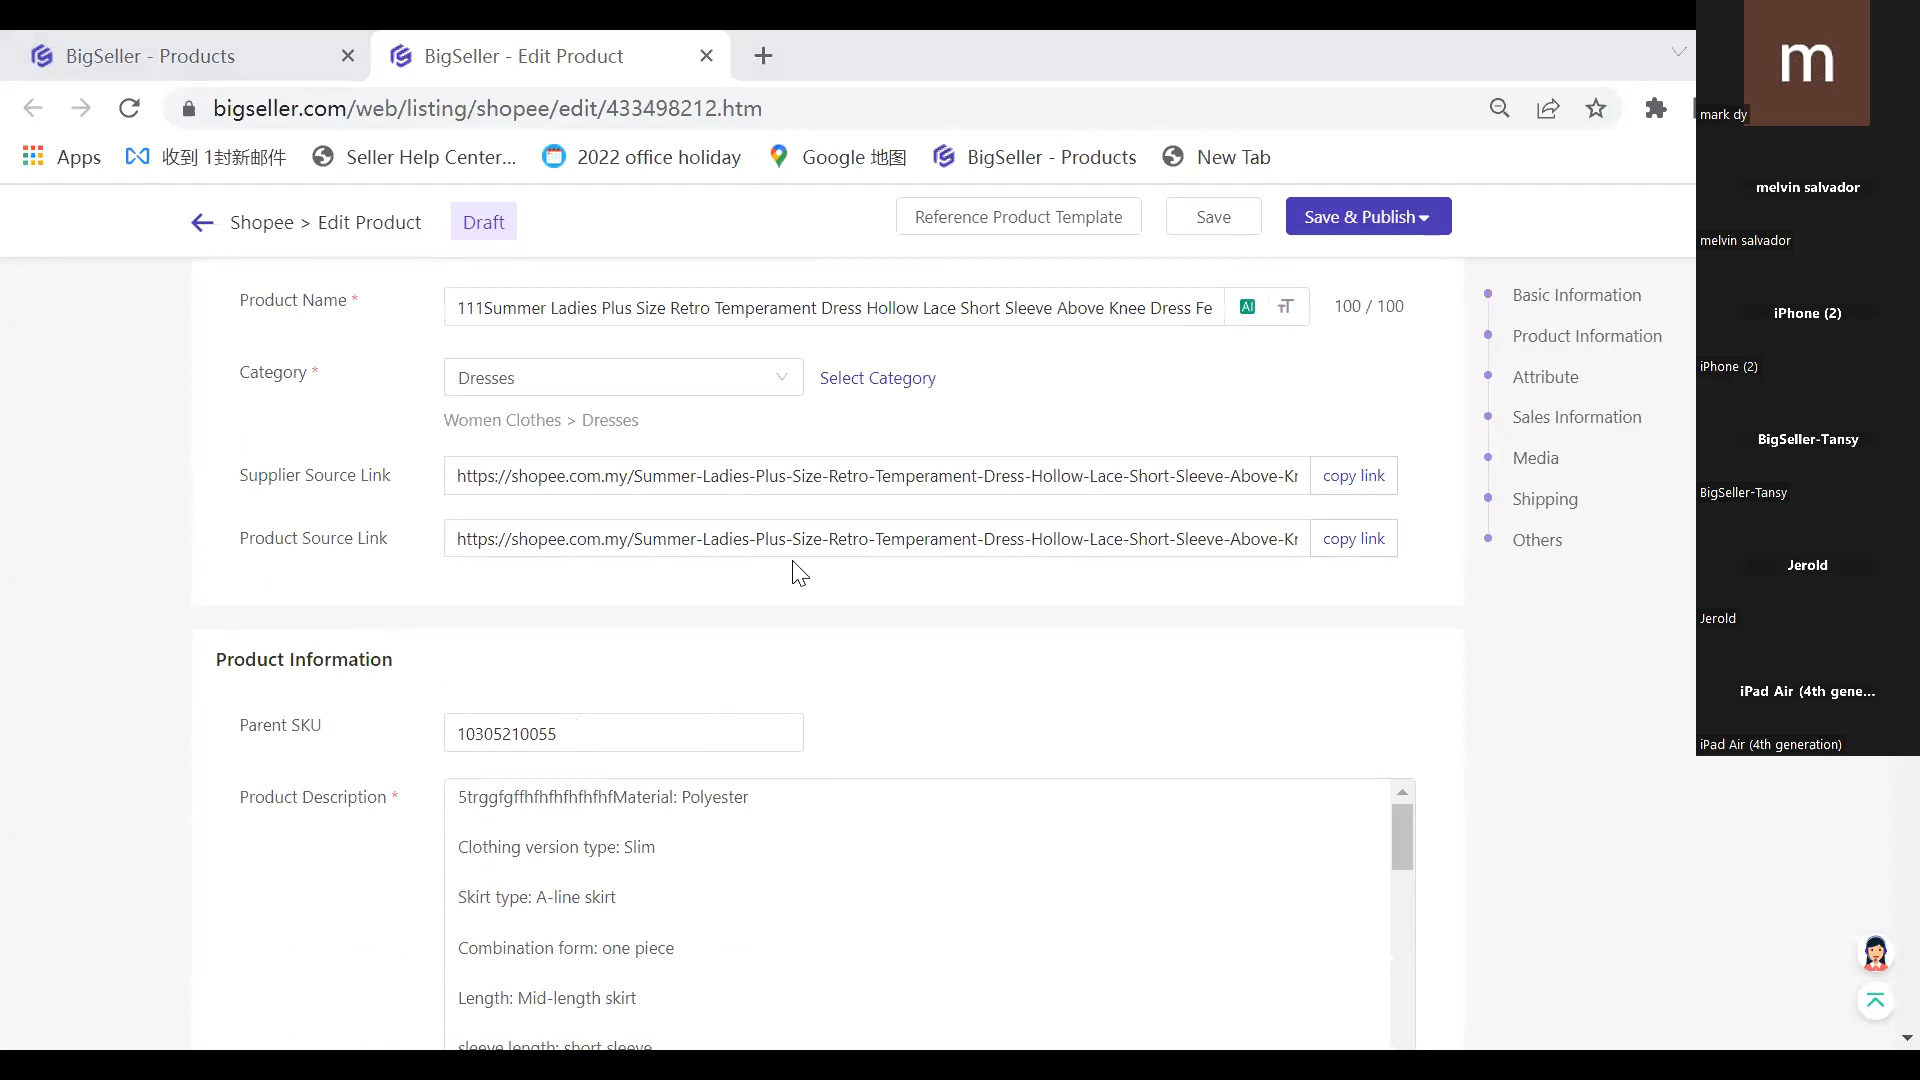 BigSeller - Products
BigSeller - Edit Product
m
bigseller.com/web/listing/shopee/edit/433498212.htm
mark dy
Apps
收到 1封新邮件
Seller Help Center...
2022 office holiday
Google 地图
BigSeller - Products
New Tab
melvin salvador
melvin salvador
Shopee > Edit Product
Draft
Reference Product Template
Save
Save & Publish
Product Name *
111Summer Ladies Plus Size Retro Temperament Dress Hollow Lace Short Sleeve Above Knee Dress Fe
AI
тT
100 / 100
Basic Information
iPhone (2)
Product Information
iPhone (2)
Category *
Dresses
Select Category
Attribute
Women Clothes > Dresses
Sales Information
BigSeller-Tansy
Media
Supplier Source Link
https://shopee.com.my/Summer-Ladies-Plus-Size-Retro-Temperament-Dress-Hollow-Lace-Short-Sleeve-Above-Kr
copy link
BigSeller-Tansy
Shipping
Product Source Link
https://shopee.com.my/Summer-Ladies-Plus-Size-Retro-Temperament-Dress-Hollow-Lace-Short-Sleeve-Above-Kr
copy link
Others
Jerold
Jerold
Product Information
iPad Air (4th gene...
Parent SKU
10305210055
iPad Air (4th generation)
Product Description *
5trggfgffhfhfhfhfhfhfMaterial: Polyester
Clothing version type: Slim
Skirt type: A-line skirt
Combination form: one piece
Length: Mid-length skirt
sleeve length: short sleeve